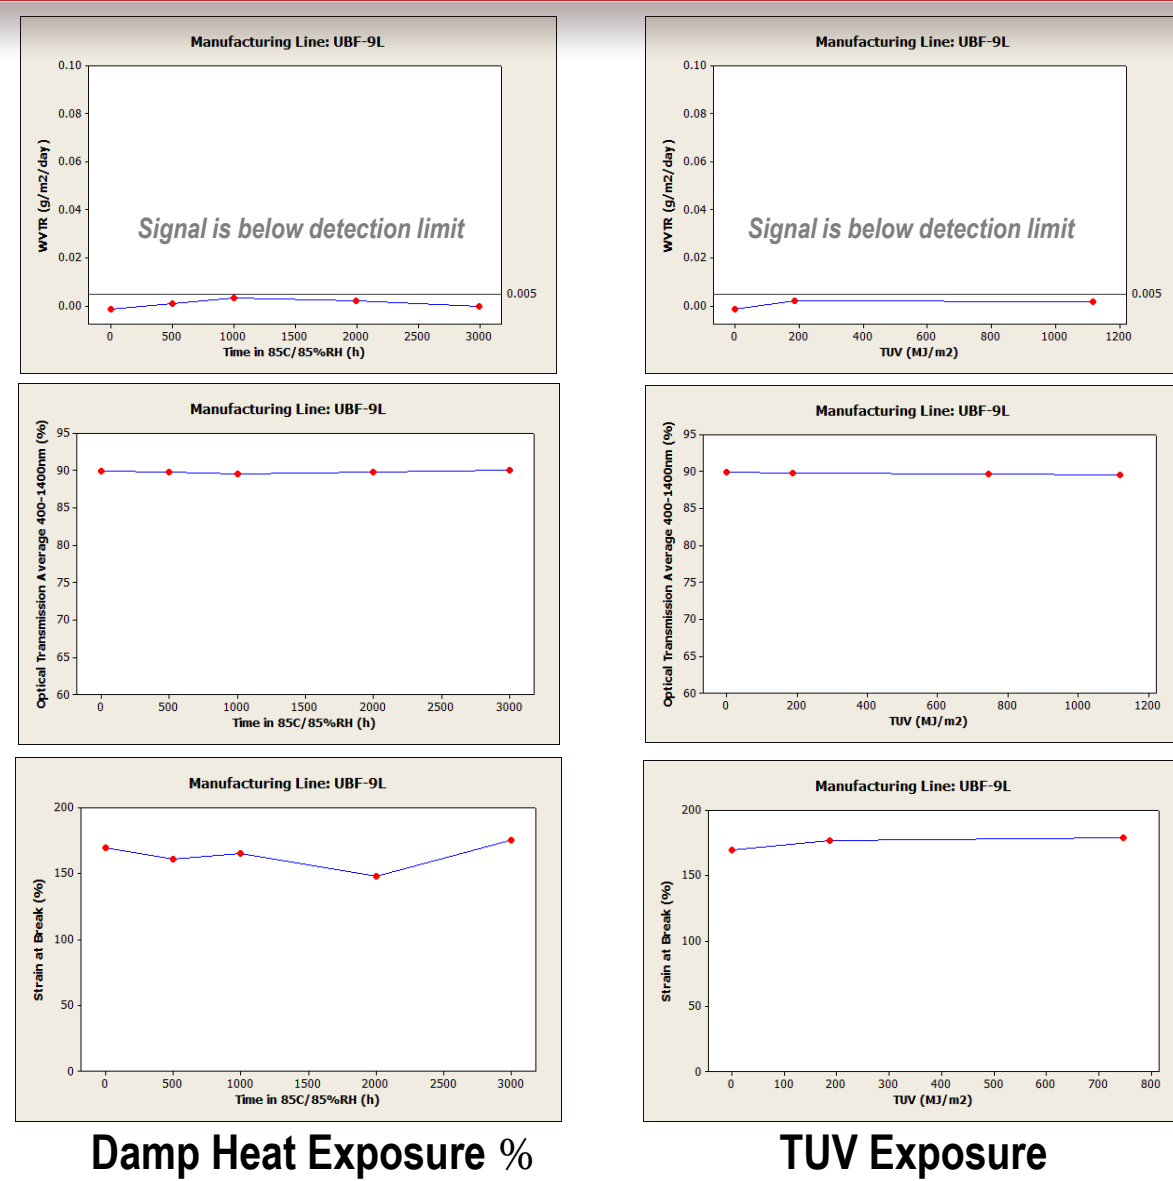 Manufacturing Line: UBF-9L
WVTR (g/m2/day)
0.10
0.08
0.06
0.04
0.02
0.00
Signal is below detection limit
0.005
0 500 1000 1500 2000 2500 3000
Time in 85C/85%RH (h)
Manufacturing Line: UBF-9L
WVTR (g/m2/day)
0.10
0.08
0.06
0.04
0.02
0.00
Signal is below detection limit
0.005
0 200 400 600 800 1000 1200
TUV (MJ/m2)
Manufacturing Line: UBF-9L
Optical Transmission Average 400-1400nm (%)
95
90
85
80
75
70
65
60
0 500 1000 1500 2000 2500 3000
Time in 85C/85%RH (h)
Manufacturing Line: UBF-9L
Optical Transmission Average 400-1400nm (%)
95
90
85
80
75
70
65
60
0 200 400 600 800 1000 1200
TUV (MJ/m2)
Manufacturing Line: UBF-9L
Strain at Break (%)
200
150
100
50
0
0 500 1000 1500 2000 2500 3000
Time in 85C/85%RH (h)
Manufacturing Line: UBF-9L
Strain at Break (%)
200
150
100
50
0
0 100 200 300 400 500 600 700 800
TUV (MJ/m2)
Damp Heat Exposure %
TUV Exposure